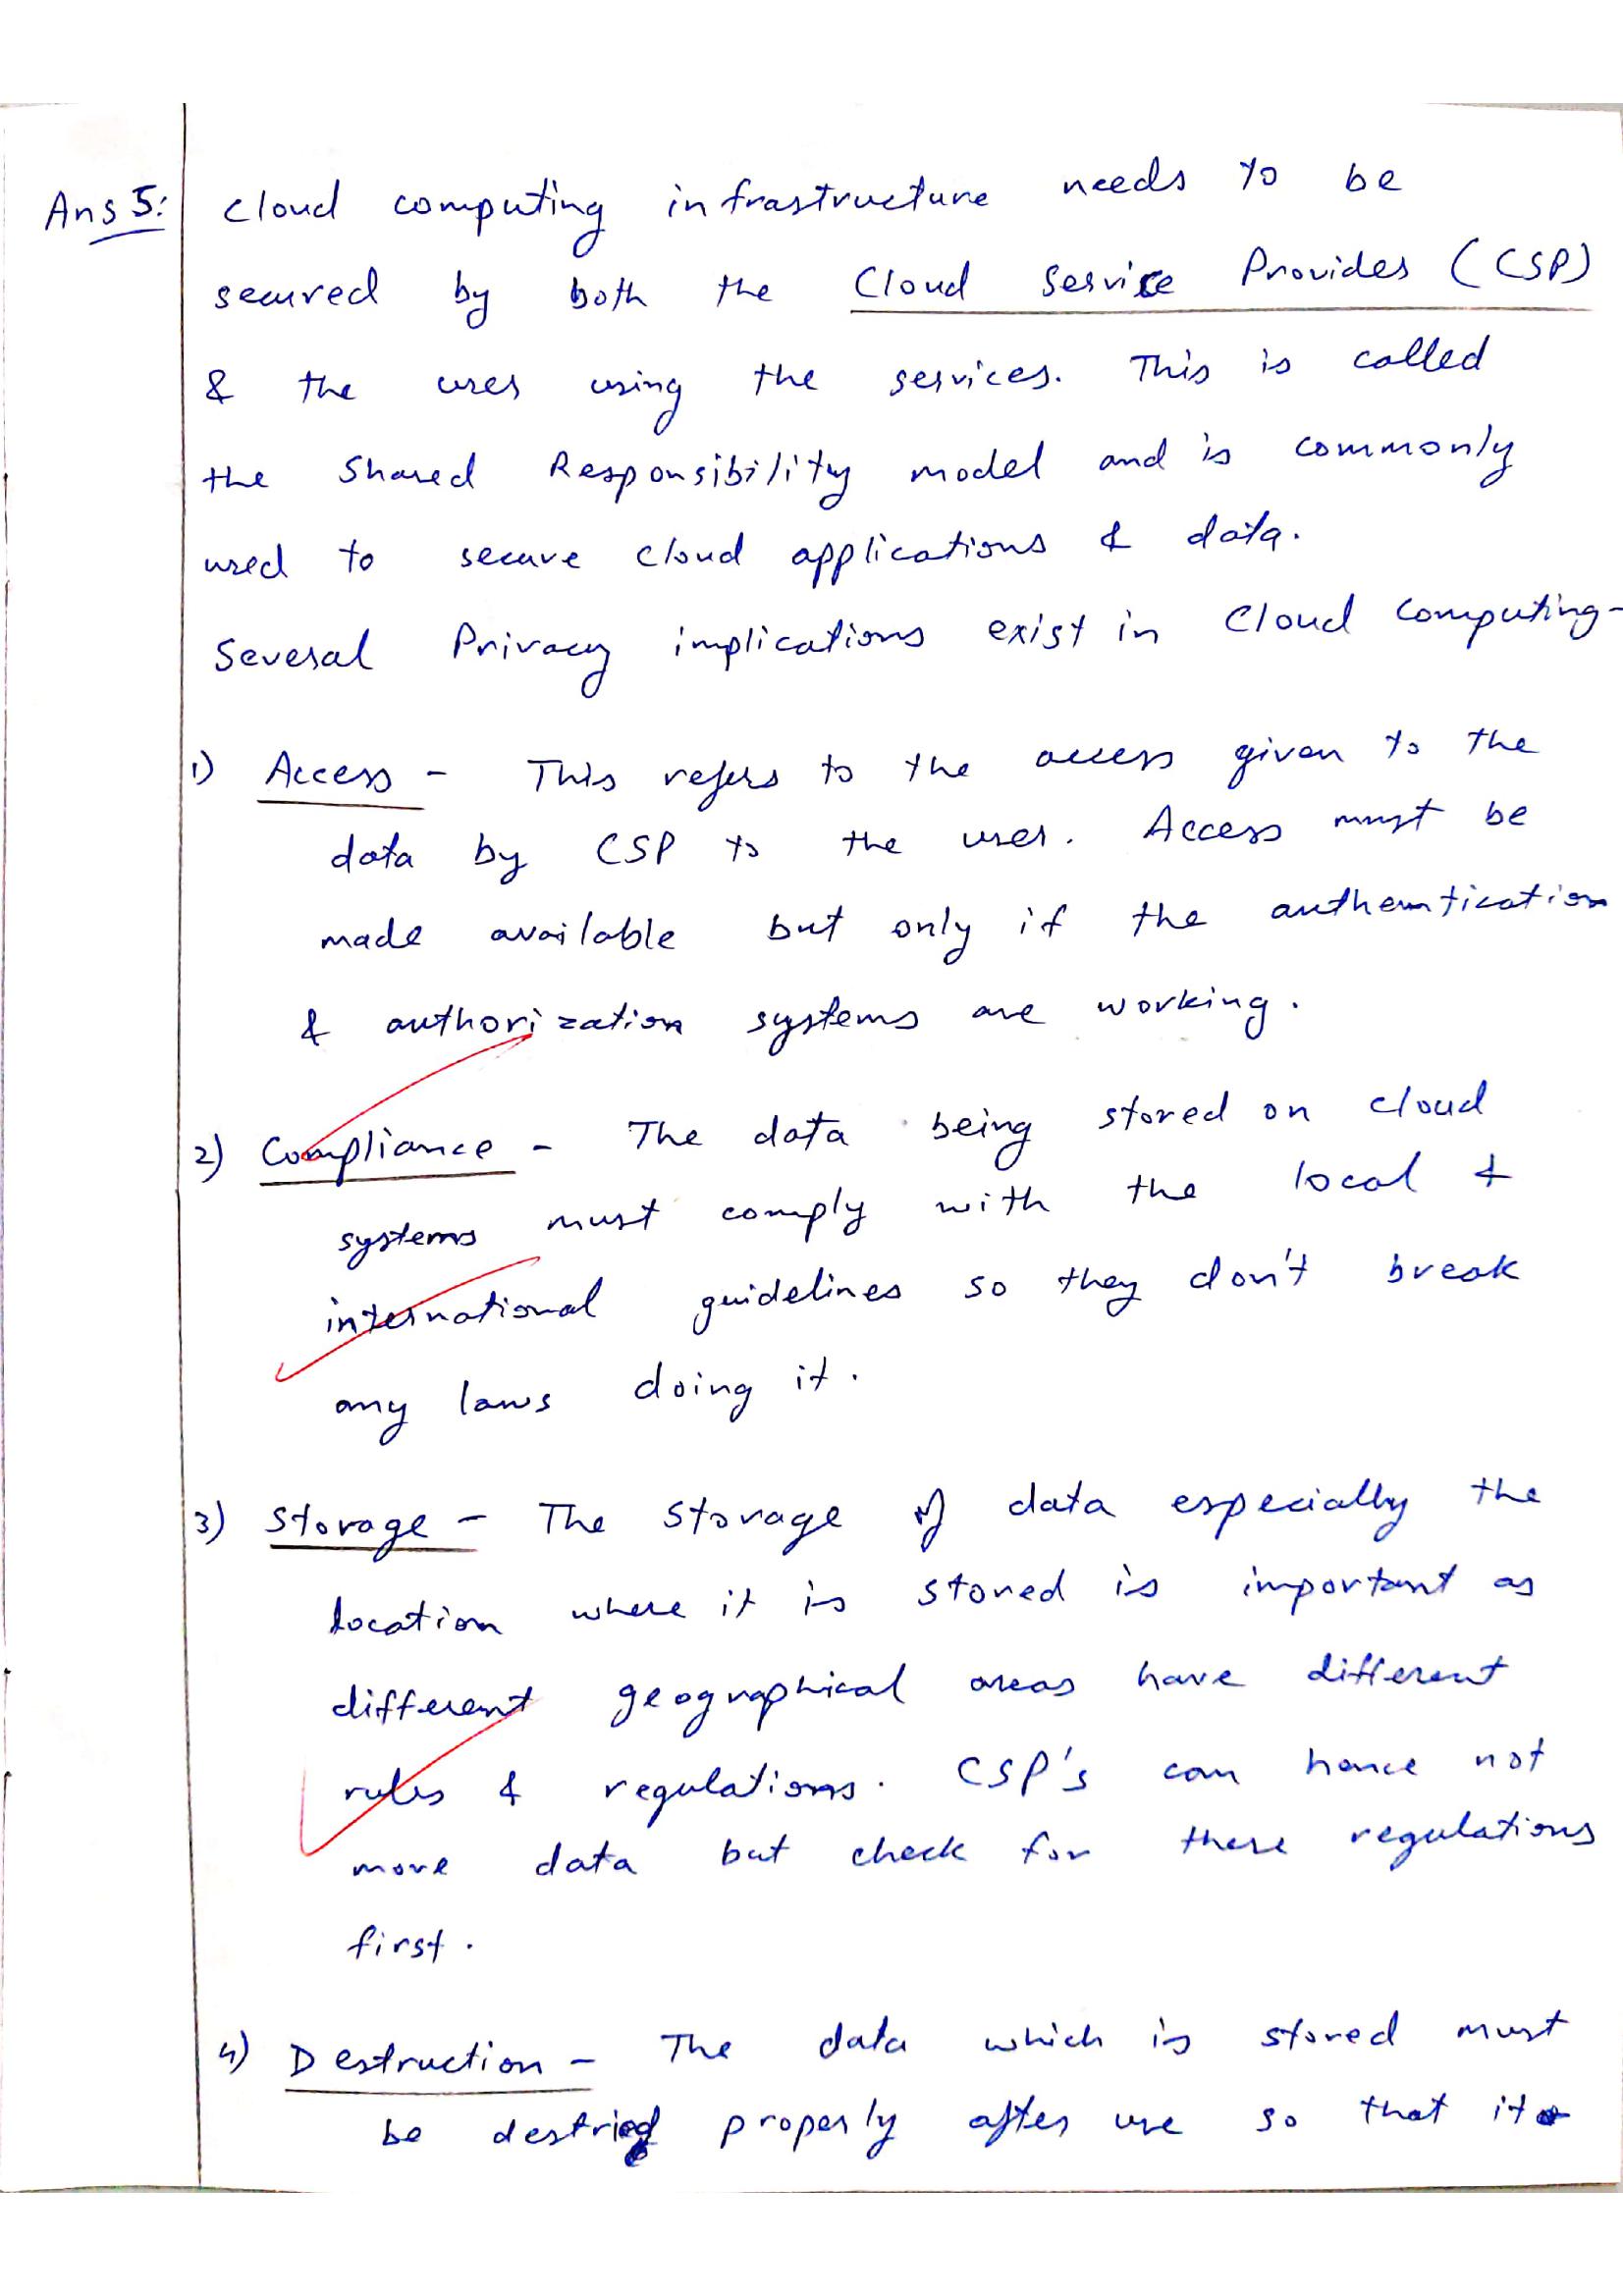 Ans 5: Cloud computing infrastructure needs to be
secured by both the Cloud Service Provider (CSP)
& the user using the services. This is called
the Shared Responsibility model and is commonly
used to secure cloud applications & data.
Several Privacy implications exist in Cloud Computing-
1) Access - This refers to the access given to the
data by CSP to the user. Access must be
made available but only if the authentication
& authorization systems are working.
2) Compliance - The data being stored on cloud
systems must comply with the local &
international guidelines so they don't break
any laws doing it.
3) Storage - The storage of data especially the
location where it is stored is important as
different geographical areas have different
rules & regulations. CSP's can hence not
move data but check for these regulations
first.
4) Destruction - The data which is stored must
be destried properly after use so that it